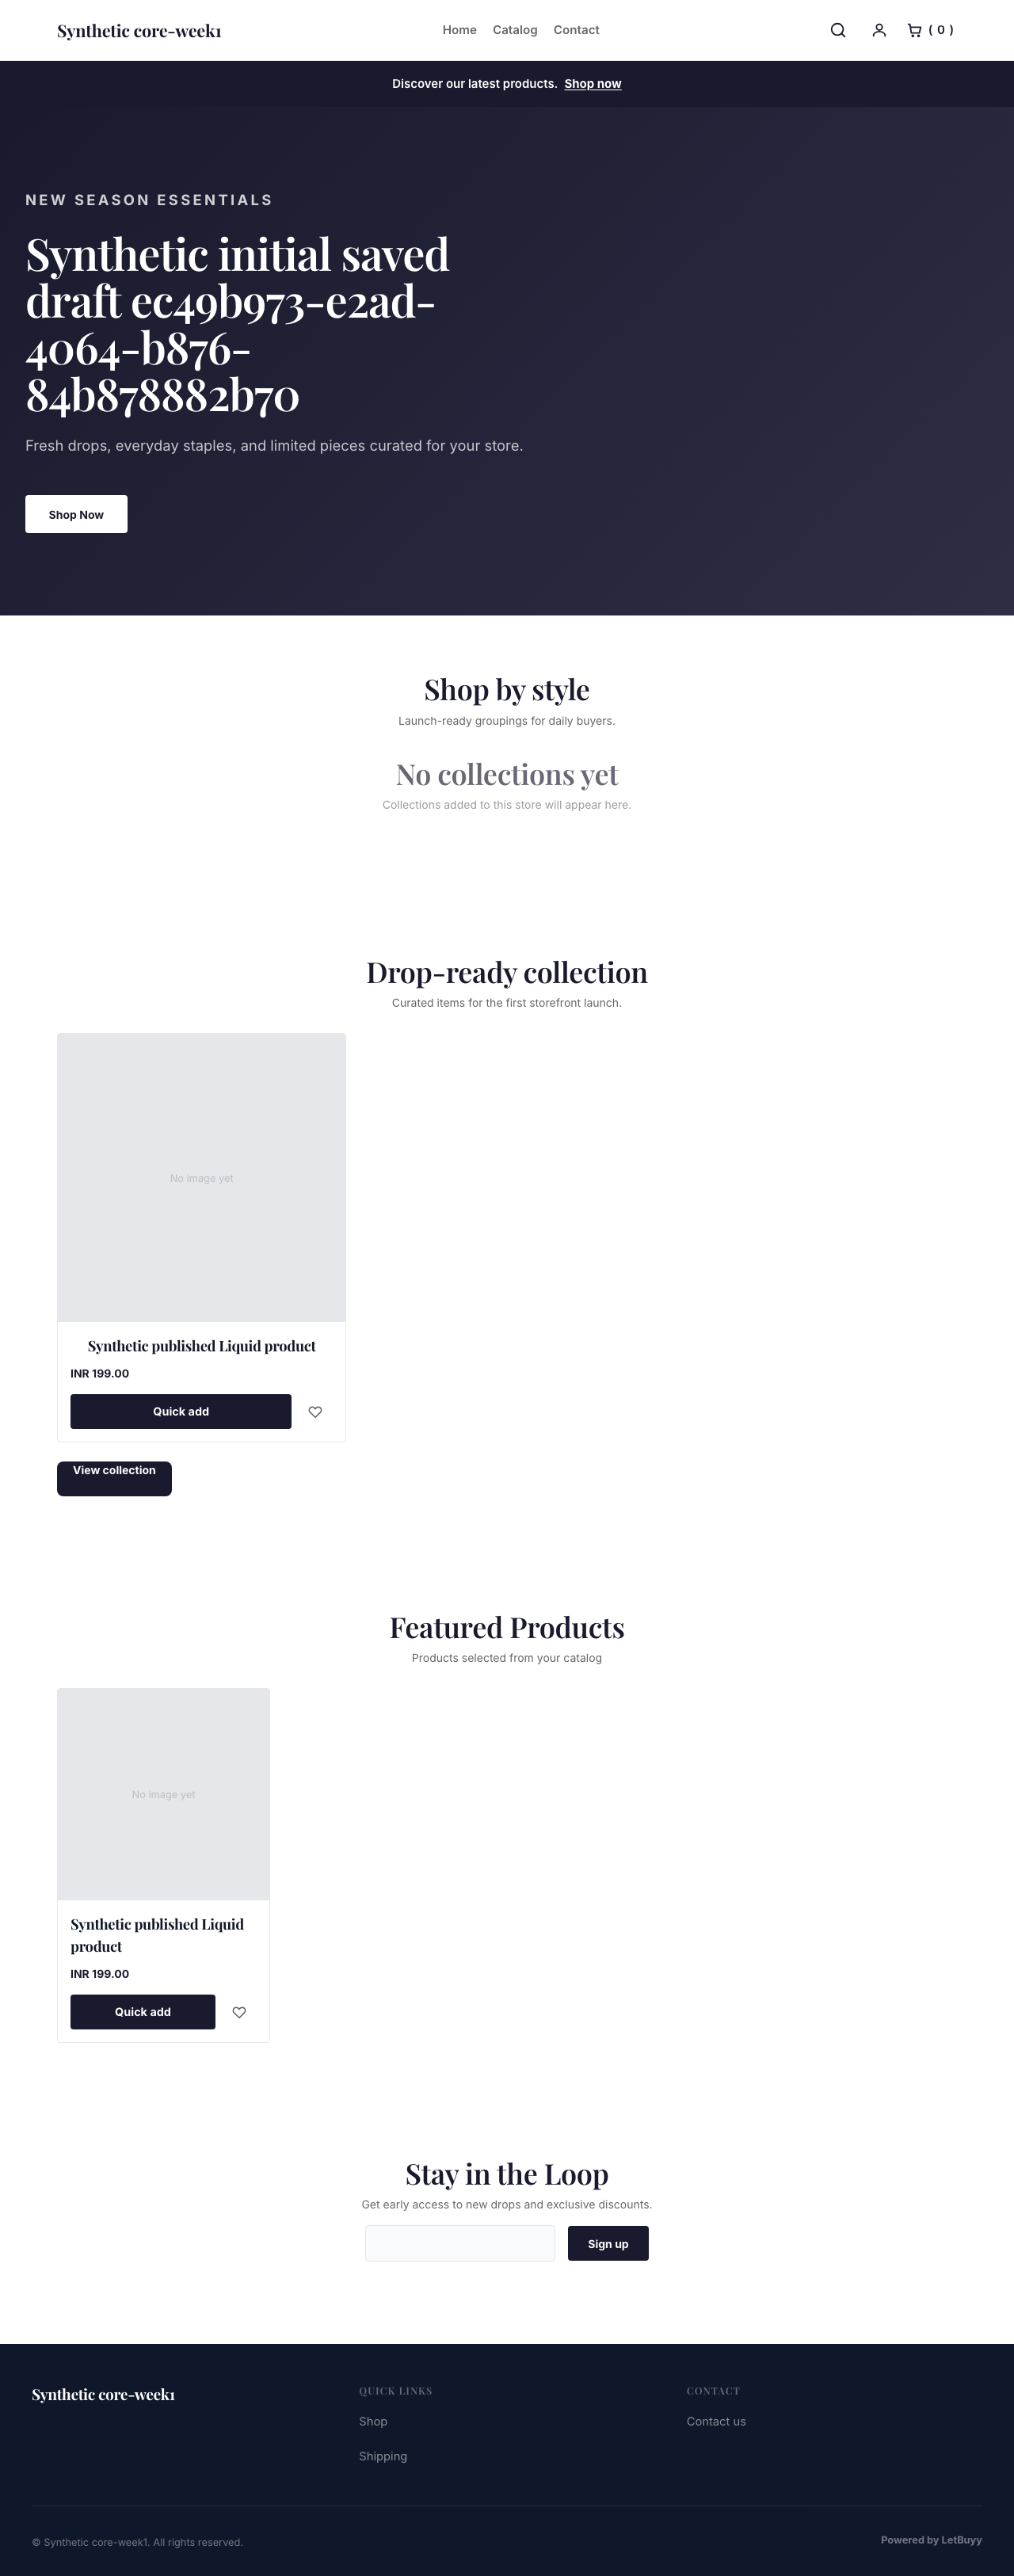 Synthetic core-week1
Home Catalog Contact
( 0 )
Discover our latest products. Shop now
NEW SEASON ESSENTIALS
Synthetic initial saved
draft ec49b973-e2ad-
4064-b876-
84b878882b70
Fresh drops, everyday staples, and limited pieces curated for your store.
Shop Now
Shop by style
Launch-ready groupings for daily buyers.
No collections yet
Collections added to this store will appear here.
Drop-ready collection
Curated items for the first storefront launch.
No image yet
Synthetic published Liquid product
INR 199.00
Quick add
View collection
Featured Products
Products selected from your catalog
No image yet
Synthetic published Liquid
product
INR 199.00
Quick add
Stay in the Loop
Get early access to new drops and exclusive discounts.
Sign up
Synthetic core-week1
QUICK LINKS
Shop
Shipping
CONTACT
Contact us
© Synthetic core-week1. All rights reserved.
Powered by LetBuyy